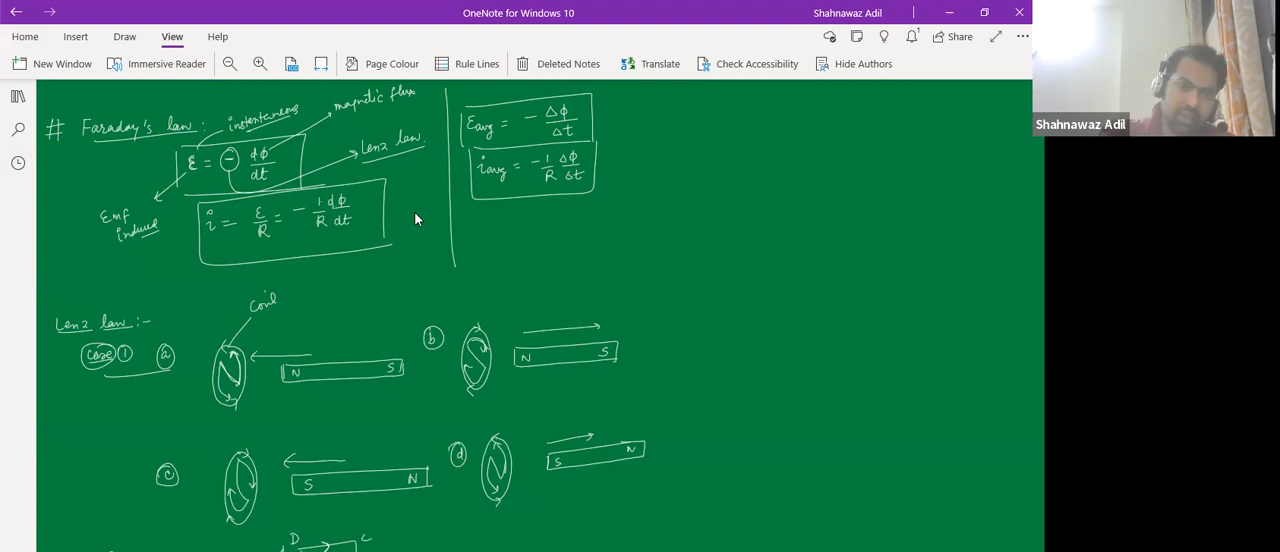 OneNote for Windows 10
Shahnawaz Adil
Home Insert Draw View Help
Share
New Window Immersive Reader Page Colour Rule Lines Deleted Notes Translate Check Accessibility Hide Authors
Shahnawaz Adil
# Faraday's law :
instantaneous
magnetic flux
ε = - dφ/dt
Lenz law.
Emf
induced
i = ε/R = - 1/R dφ/dt
Eavg = - Δφ/Δt
iavg = - 1/R Δφ/Δt
Lenz law :-
Coil
Case 1 a
N S
b
N S
c
S N
d
S N
D C